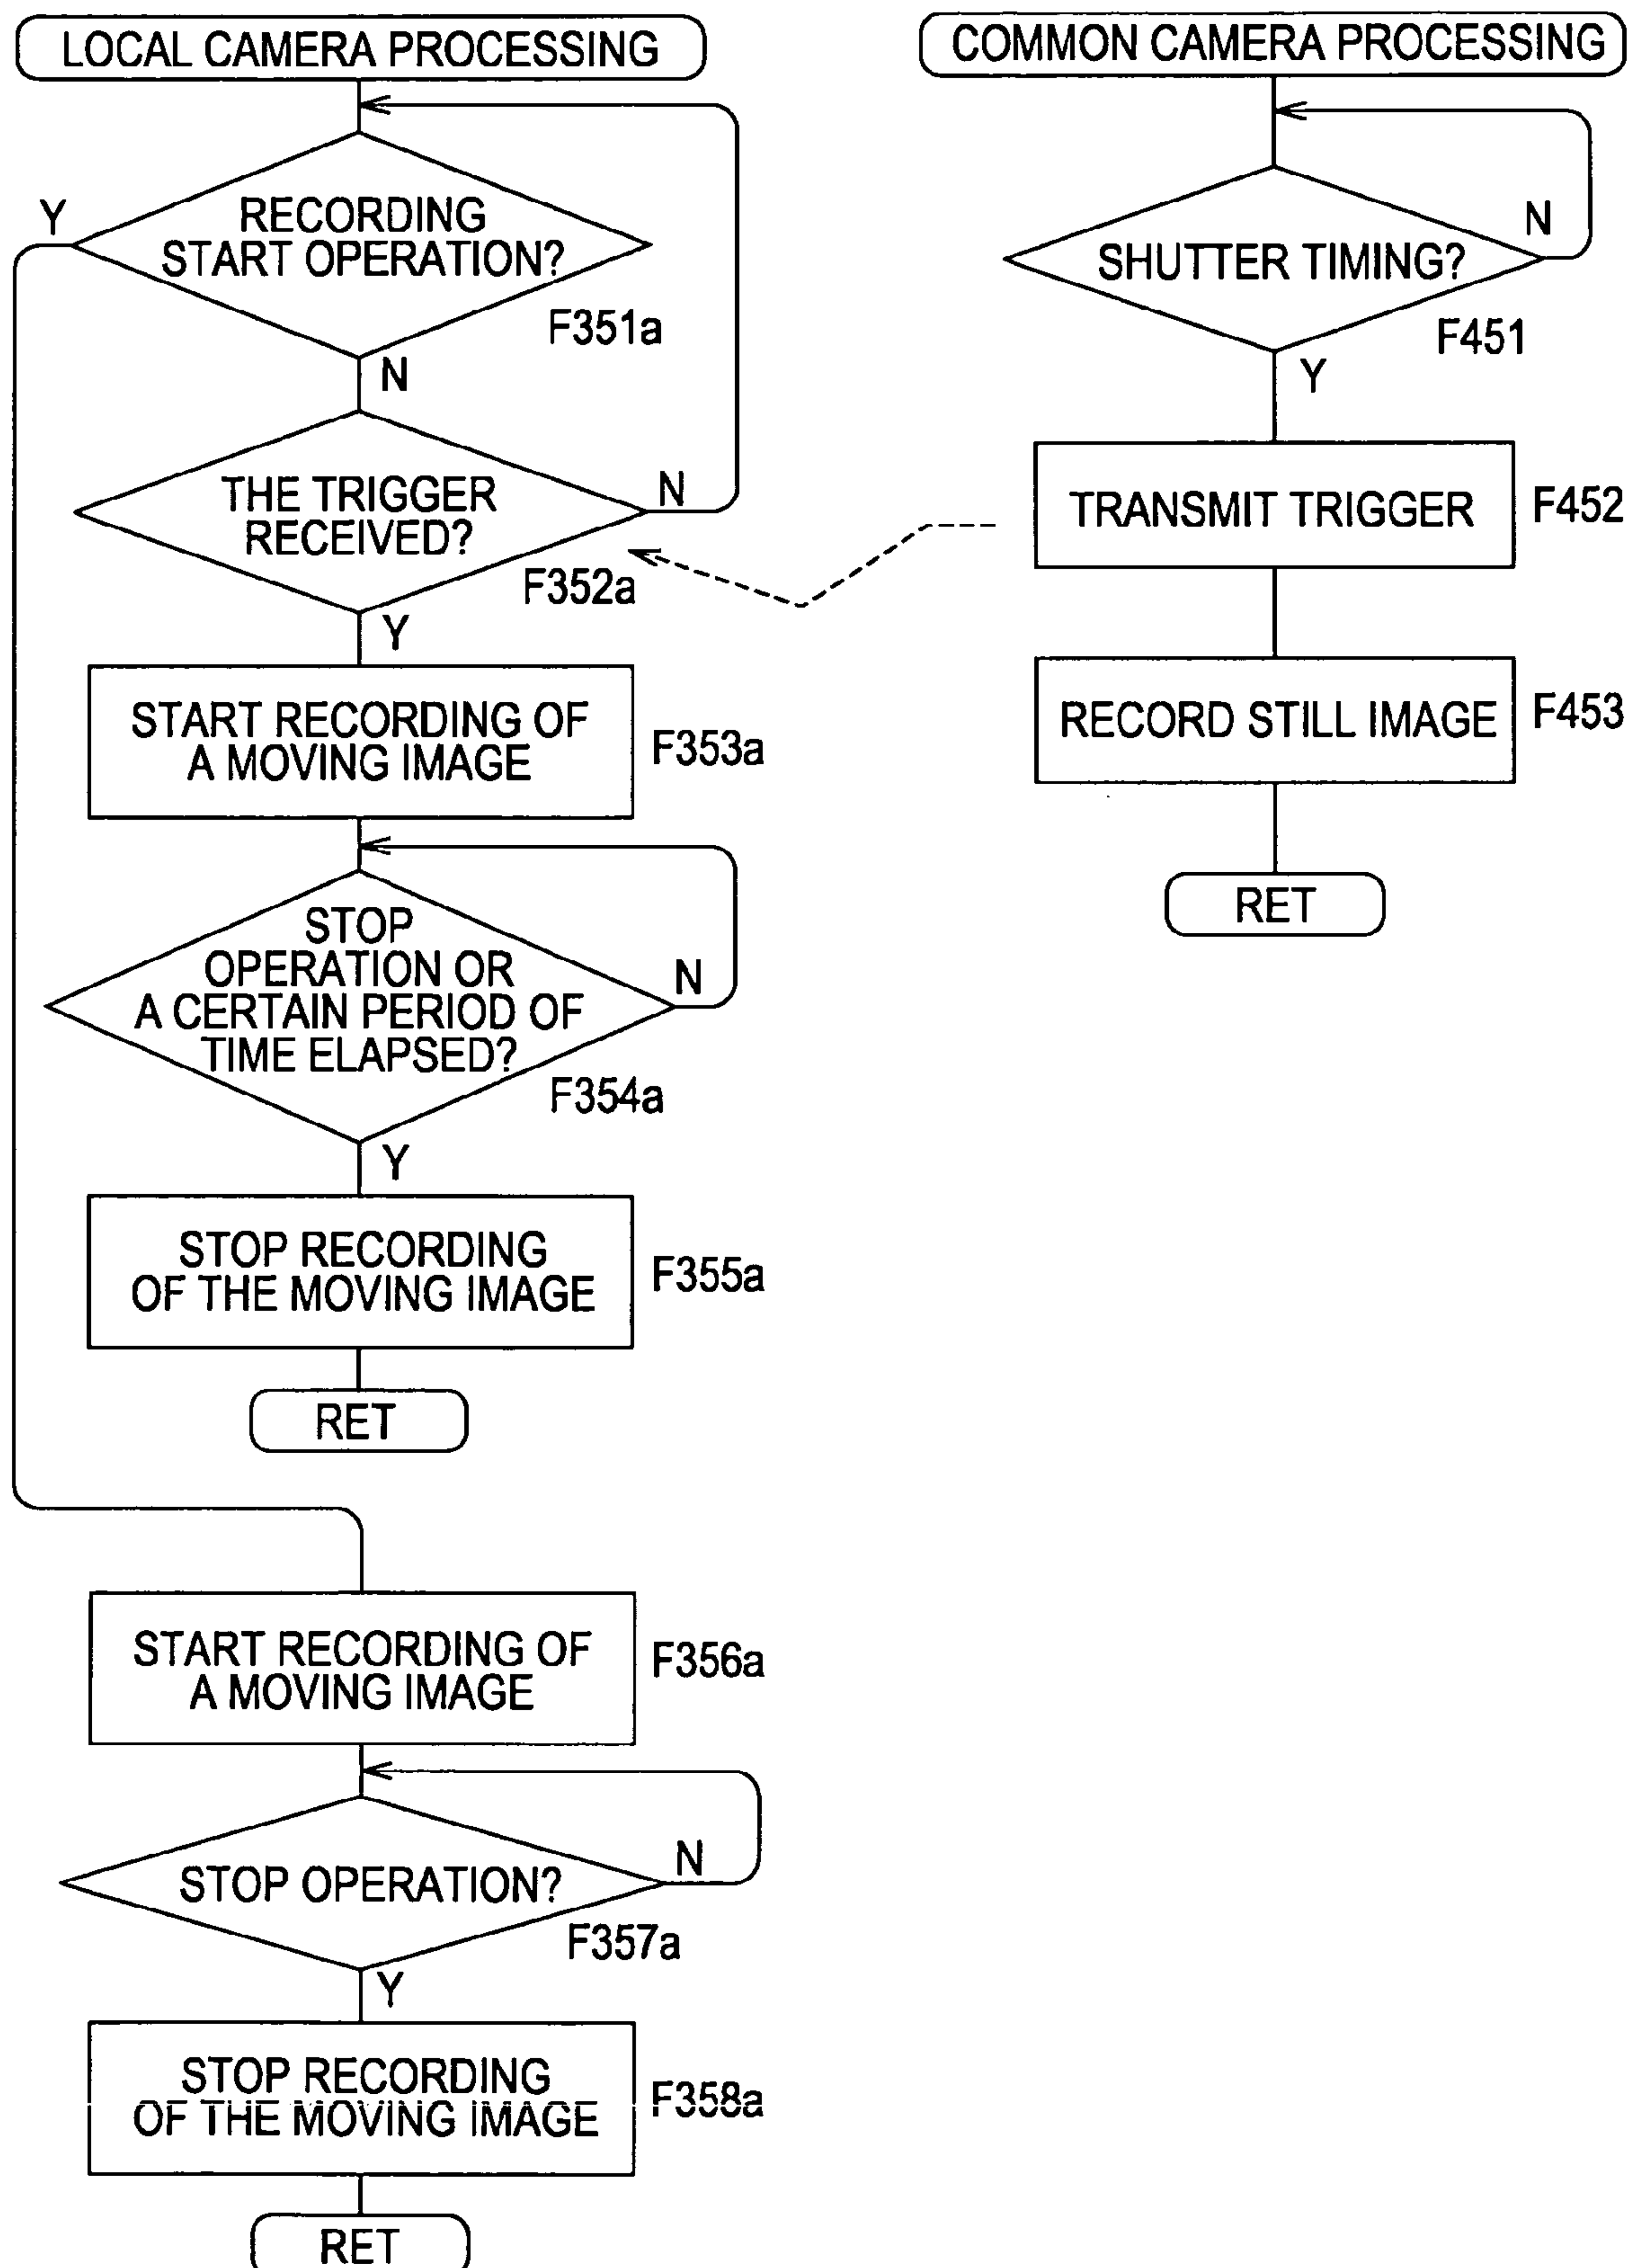 LOCAL CAMERA PROCESSING
Y
RECORDING
START OPERATION?
F351a
N
THE TRIGGER
RECEIVED?
N
F352a
Y
START RECORDING OF
A MOVING IMAGE
F353a
STOP
OPERATION OR
A CERTAIN PERIOD OF
TIME ELAPSED?
N
F354a
Y
STOP RECORDING
OF THE MOVING IMAGE
F355a
RET
START RECORDING OF
A MOVING IMAGE
F356a
STOP OPERATION?
N
F357a
Y
STOP RECORDING
OF THE MOVING IMAGE
F358a
RET
COMMON CAMERA PROCESSING
SHUTTER TIMING?
N
F451
Y
TRANSMIT TRIGGER
F452
RECORD STILL IMAGE
F453
RET